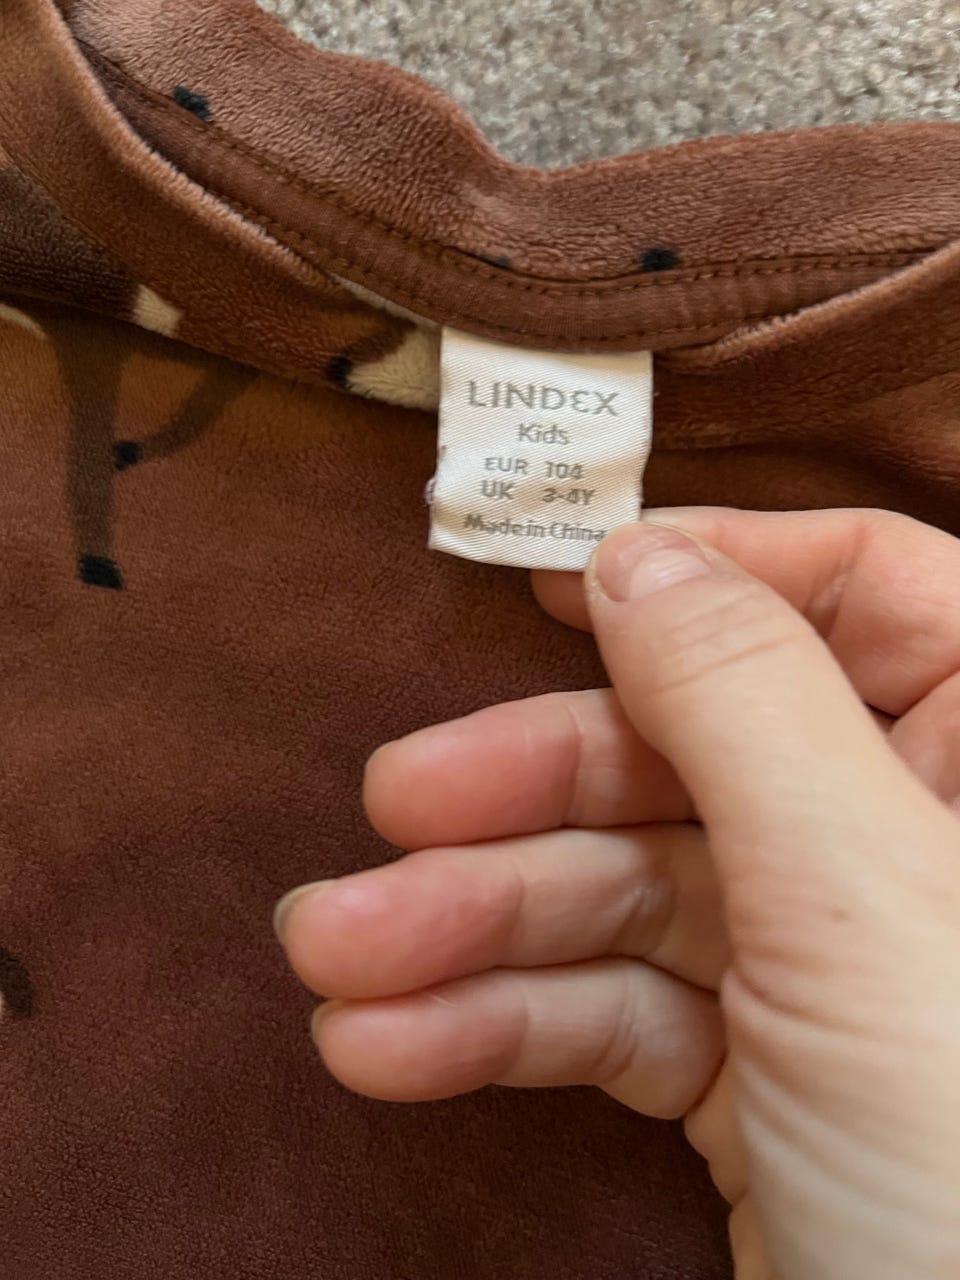 LINDEX
Kids
EUR 104
UK 3-4Y
Made in China